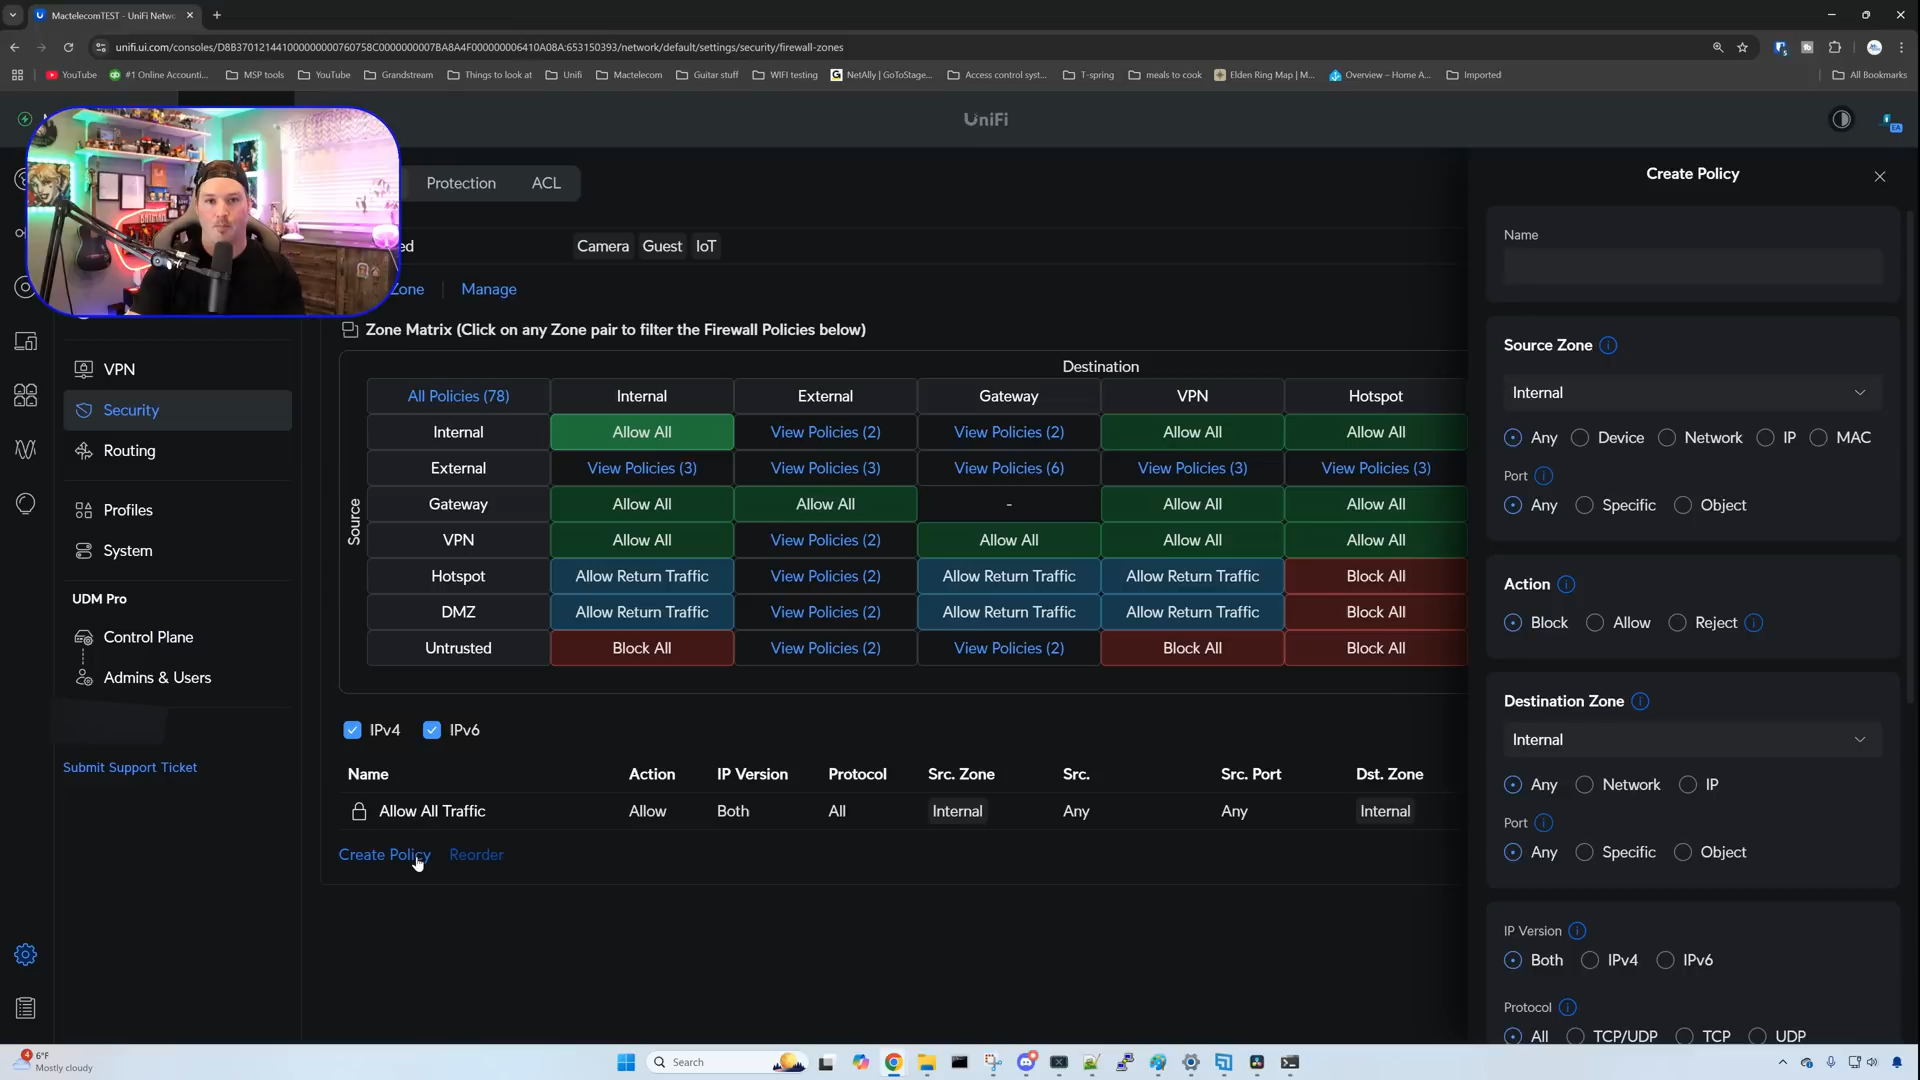 MactelecomTEST - UniFi Netwo
unifi.ui.com/consoles/D8B3701214410000000000760758C0000000007BA8A4F000000006410A08A:653150393/network/default/settings/security/firewall-zones
YouTube
#1 Online Accounti...
MSP tools
YouTube
Grandstream
Things to look at
Unifi
Mactelecom
Guitar stuff
WIFI testing
NetAlly | GoToStage...
Access control syst...
T-spring
meals to cook
Elden Ring Map | M...
Overview – Home A...
Imported
All Bookmarks
UniFi
EA
Protection
ACL
ed
Camera
Guest
IoT
Zone
Manage
Zone Matrix (Click on any Zone pair to filter the Firewall Policies below)
Destination
Source
All Policies (78) Internal External Gateway VPN Hotspot
Internal Allow All View Policies (2) View Policies (2) Allow All Allow All
External View Policies (3) View Policies (3) View Policies (6) View Policies (3) View Policies (3)
Gateway Allow All Allow All - Allow All Allow All
VPN Allow All View Policies (2) Allow All Allow All Allow All
Hotspot Allow Return Traffic View Policies (2) Allow Return Traffic Allow Return Traffic Block All
DMZ Allow Return Traffic View Policies (2) Allow Return Traffic Allow Return Traffic Block All
Untrusted Block All View Policies (2) View Policies (2) Block All Block All
IPv4 IPv6
Name Action IP Version Protocol Src. Zone Src. Src. Port Dst. Zone
Allow All Traffic Allow Both All Internal Any Any Internal
Create Policy Reorder
VPN
Security
Routing
Profiles
System
UDM Pro
Control Plane
Admins & Users
Submit Support Ticket
Create Policy
Name
Source Zone
Internal
Any Device Network IP MAC
Port
Any Specific Object
Action
Block Allow Reject
Destination Zone
Internal
Any Network IP
Port
Any Specific Object
IP Version
Both IPv4 IPv6
Protocol
All TCP/UDP TCP UDP
4
6°F
Mostly cloudy
Search